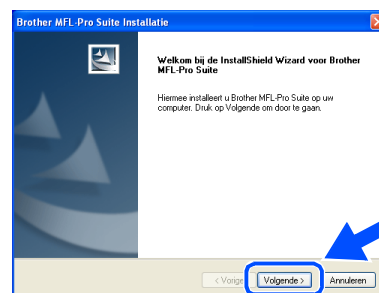 Brother MFL-Pro Suite Installatie
Welkom bij de InstallShield Wizard voor Brother
MFL-Pro Suite
Hiermee installeert u Brother MFL-Pro Suite op uw
computer. Druk op Volgende om door te gaan.
< Vorige
Volgende >
Annuleren